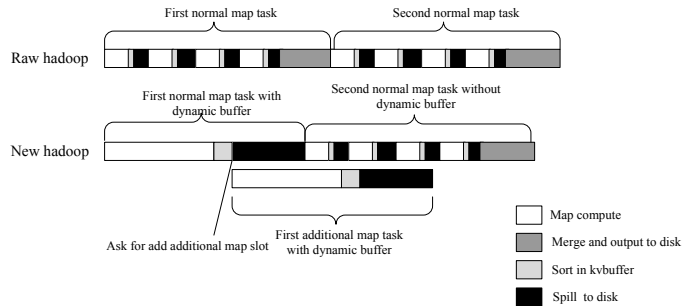 First normal map task
Second normal map task
Raw hadoop
First normal map task with
dynamic buffer
Second normal map task without
dynamic buffer
New hadoop
Ask for add additional map slot
First additional map task
with dynamic buffer
Map compute
Merge and output to disk
Sort in kvbuffer
Spill to disk